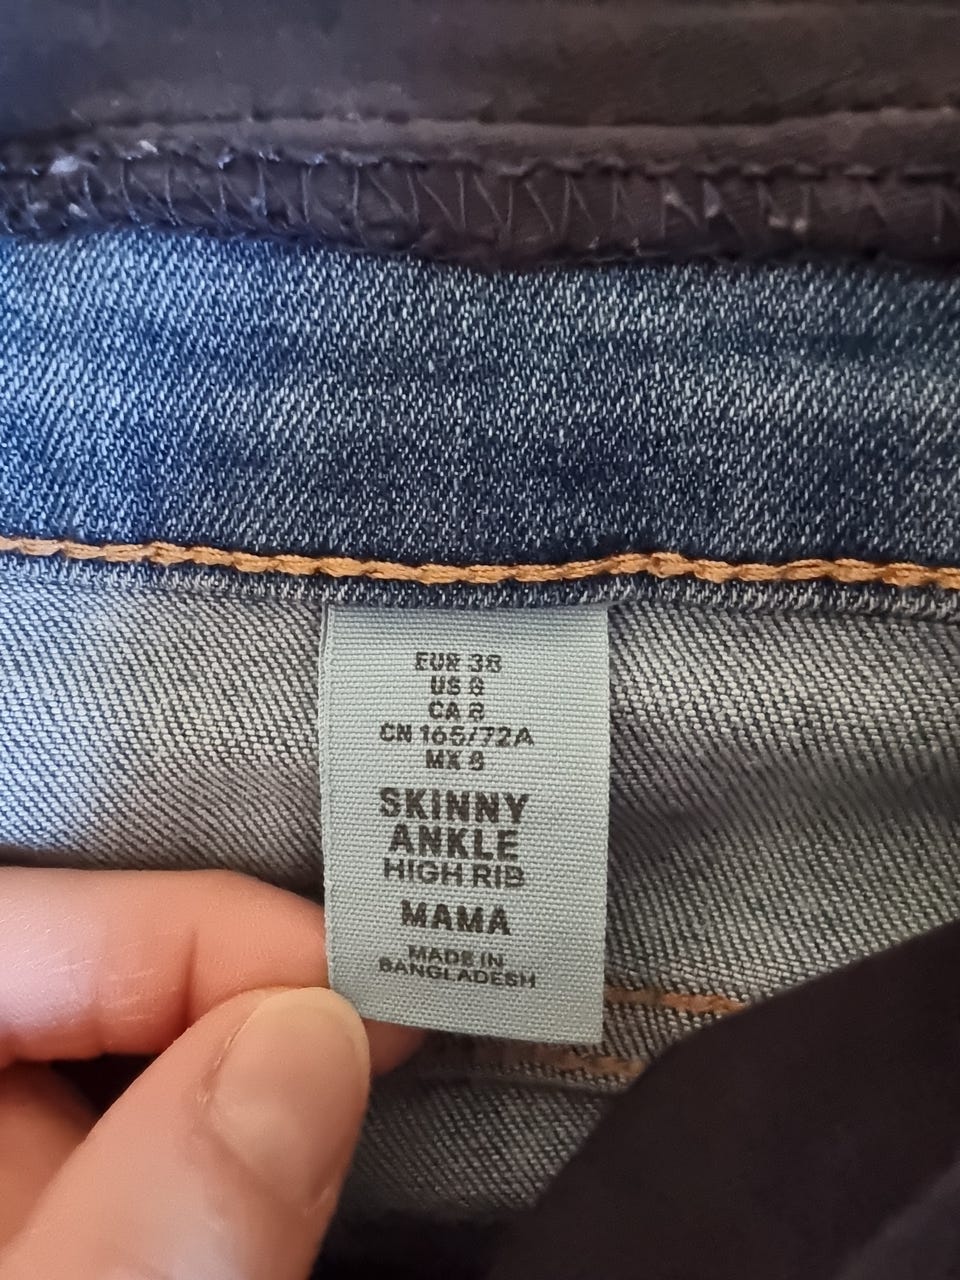 EUR 38
US 8
CA 8
CN 165/72A
MX 8
SKINNY
ANKLE
HIGH RIB
MAMA
MADE IN
BANGLADESH